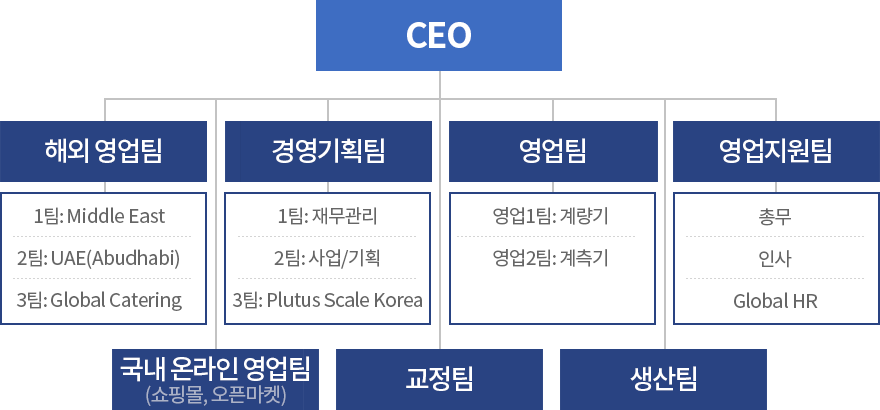 CEO
해외 영업팀
1팀: Middle East
2팀: UAE(Abudhabi)
3팀: Global Catering
경영기획팀
1팀: 재무관리
2팀: 사업/기획
3팀: Plutus Scale Korea
영업팀
영업1팀: 계량기
영업2팀: 계측기
영업지원팀
총무
인사
Global HR
국내 온라인 영업팀
(쇼핑몰, 오픈마켓)
교정팀
생산팀